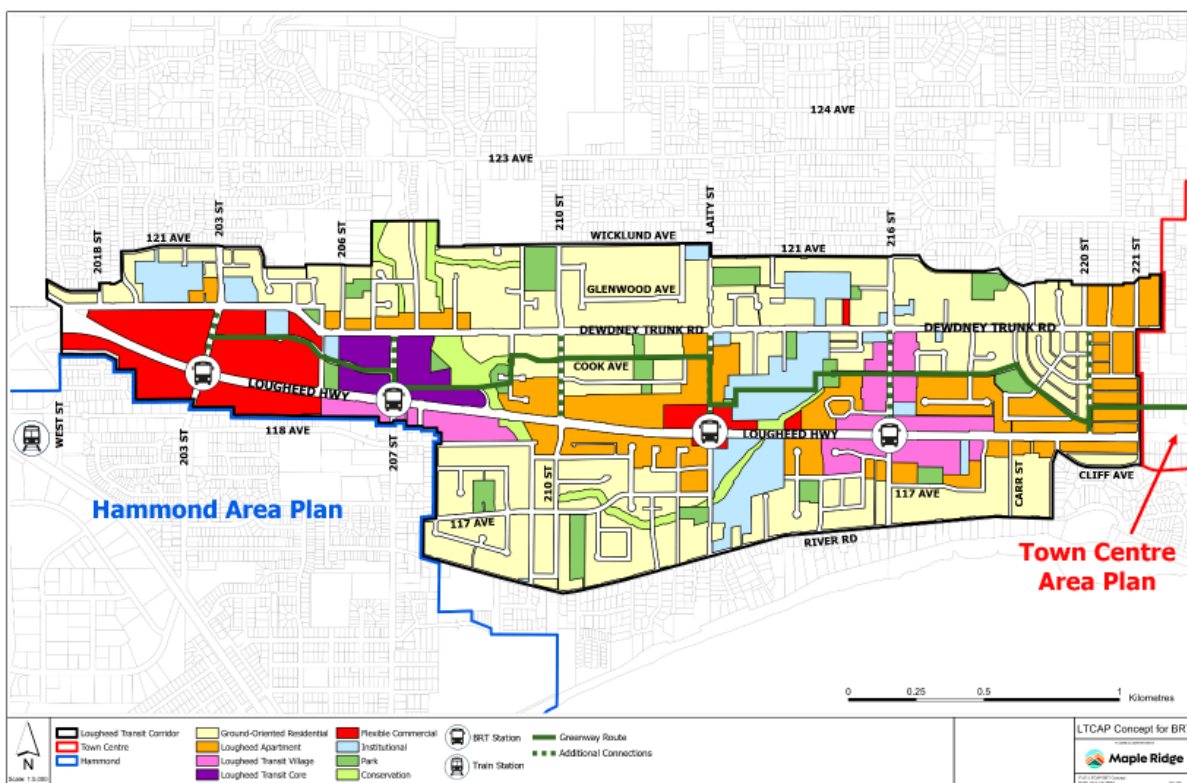 124 AVE
123 AVE
203 ST
210 ST
LAITY ST
216 ST
201B ST
121 AVE
206 ST
WICKLUND AVE
121 AVE
220 ST
221 ST
GLENWOOD AVE
DEWDNEY TRUNK RD
DEWDNEY TRUNK RD
COOK AVE
LOUGHEED HWY
WEST ST
118 AVE
203 ST
207 ST
LOUGHEED HWY
210 ST
CARR ST
CLIFF AVE
117 AVE
117 AVE
RIVER RD
Hammond Area Plan
Town Centre
Area Plan
0 0.25 0.5 1 Kilometres
N
Lougheed Transit Corridor
Town Centre
Hammond
Ground-Oriented Residential
Lougheed Apartment
Lougheed Transit Village
Lougheed Transit Core
Flexible Commercial
Institutional
Park
Conservation
BRT Station
Train Station
Greenway Route
Additional Connections
LTCAP Concept for BRT
Maple Ridge